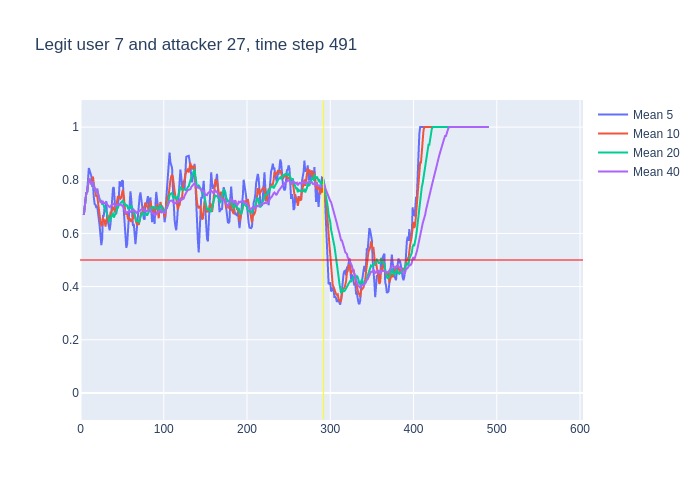 Legit user 7 and attacker 27, time step 491
Mean 5
Mean 10
Mean 20
Mean 40
1
0.8
0.6
0.4
0.2
0
0 100 200 300 400 500 600